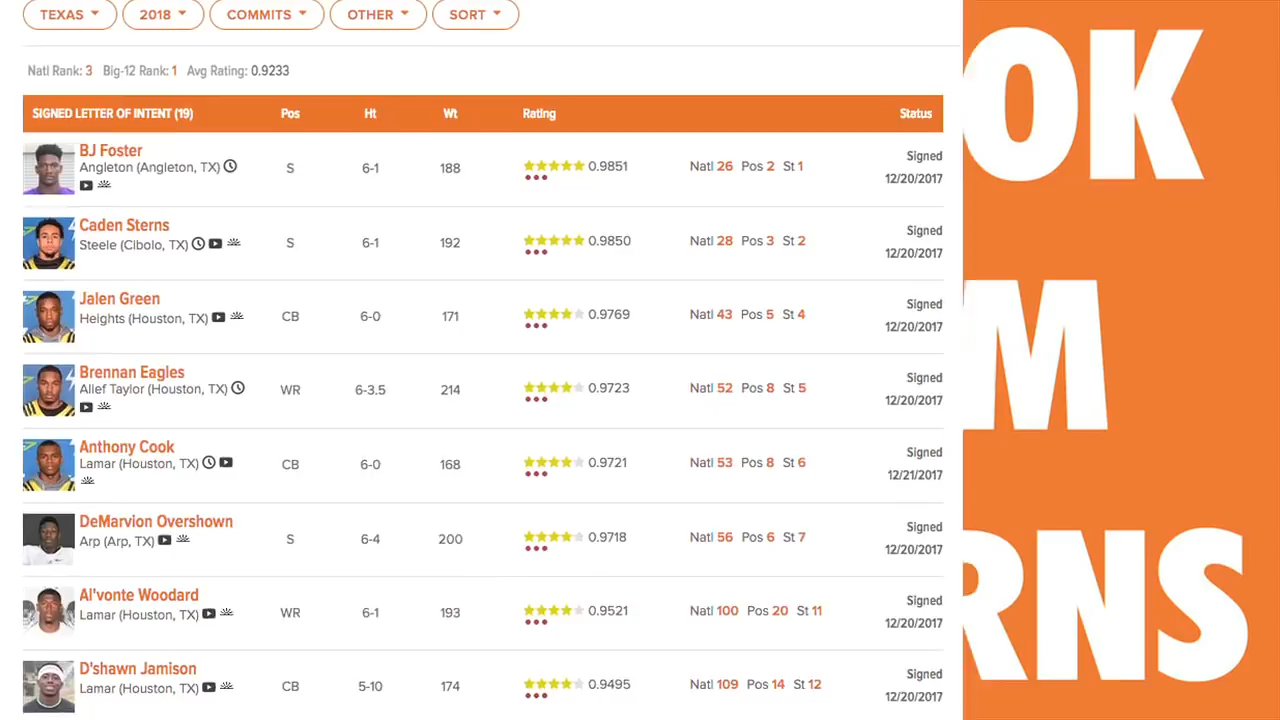 TEXAS 2018 COMMITS OTHER SORT
Natl Rank: 3 Big-12 Rank: 1 Avg Rating: 0.9233
SIGNED LETTER OF INTENT (19) Pos Ht Wt Rating Status
BJ Foster
Angleton (Angleton, TX)
S 6-1 188 0.9851 Natl 26 Pos 2 St 1
Signed
12/20/2017
Caden Sterns
Steele (Cibolo, TX)
S 6-1 192 0.9850 Natl 28 Pos 3 St 2
Signed
12/20/2017
Jalen Green
Heights (Houston, TX)
CB 6-0 171 0.9769 Natl 43 Pos 5 St 4
Signed
12/20/2017
Brennan Eagles
Alief Taylor (Houston, TX)
WR 6-3.5 214 0.9723 Natl 52 Pos 8 St 5
Signed
12/20/2017
Anthony Cook
Lamar (Houston, TX)
CB 6-0 168 0.9721 Natl 53 Pos 8 St 6
Signed
12/21/2017
DeMarvion Overshown
Arp (Arp, TX)
S 6-4 200 0.9718 Natl 56 Pos 6 St 7
Signed
12/20/2017
Al'vonte Woodard
Lamar (Houston, TX)
WR 6-1 193 0.9521 Natl 100 Pos 20 St 11
Signed
12/20/2017
D'shawn Jamison
Lamar (Houston, TX)
CB 5-10 174 0.9495 Natl 109 Pos 14 St 12
Signed
12/20/2017
OK
M
RNS